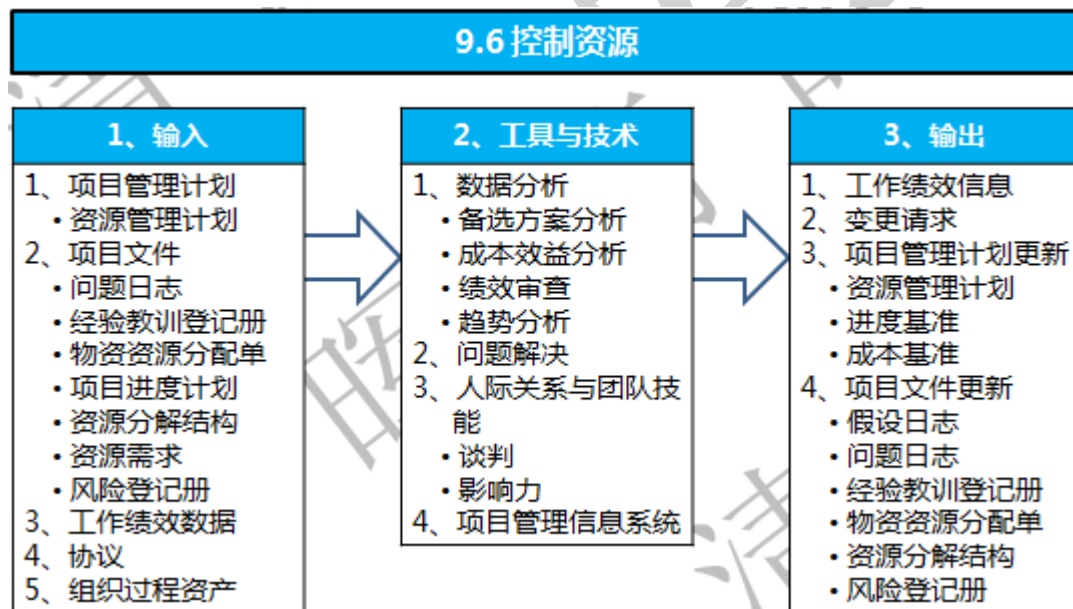 9.6 控制资源
1、输入
1、项目管理计划
• 资源管理计划
2、项目文件
• 问题日志
• 经验教训登记册
• 物资资源分配单
• 项目进度计划
• 资源分解结构
• 资源需求
• 风险登记册
3、工作绩效数据
4、协议
5、组织过程资产
2、工具与技术
1、数据分析
• 备选方案分析
• 成本效益分析
• 绩效审查
• 趋势分析
2、问题解决
3、人际关系与团队技
能
• 谈判
• 影响力
4、项目管理信息系统
3、输出
1、工作绩效信息
2、变更请求
3、项目管理计划更新
• 资源管理计划
• 进度基准
• 成本基准
4、项目文件更新
• 假设日志
• 问题日志
• 经验教训登记册
• 物资资源分配单
• 资源分解结构
• 风险登记册